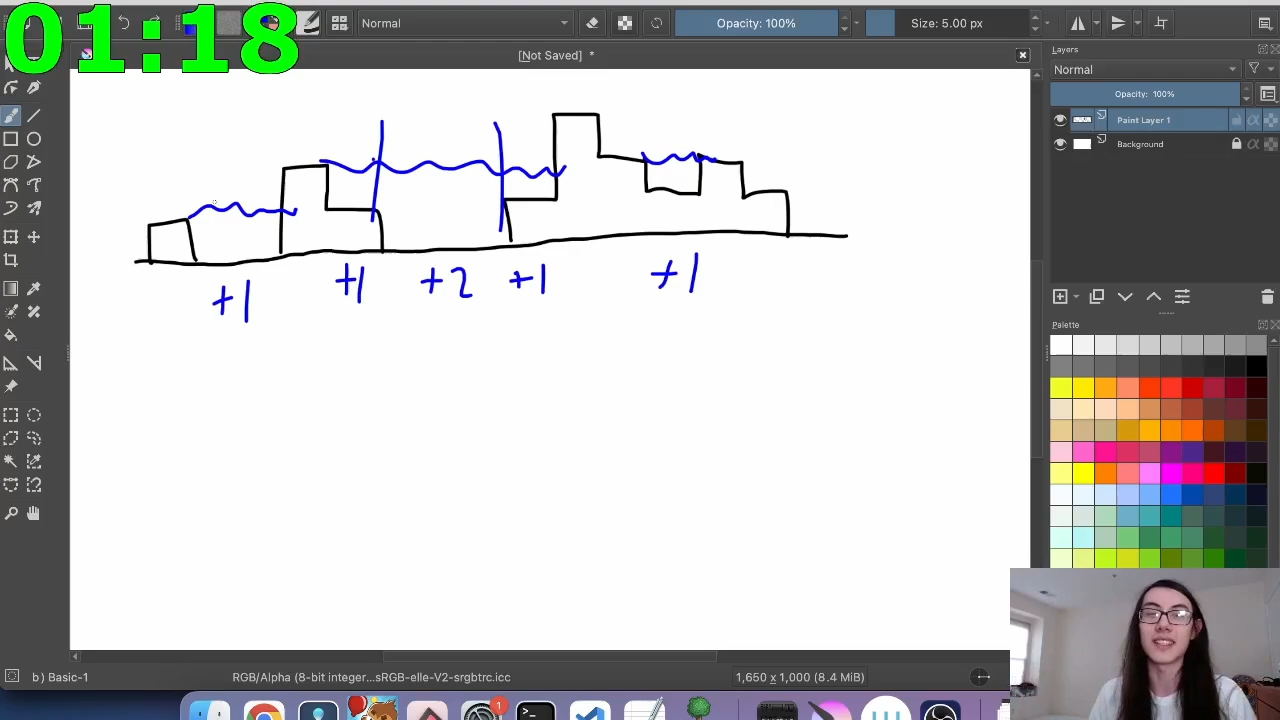 01:18
Normal
Opacity: 100%
Size: 5.00 px
[Not Saved] *
Layers
Normal
Opacity: 100%
Paint Layer 1
Background
+1
+1
+2
+1
+1
Palette
b) Basic-1
RGB/Alpha (8-bit integer...sRGB-elle-V2-srgbtrc.icc
1,650 x 1,000 (8.4 MiB)
1